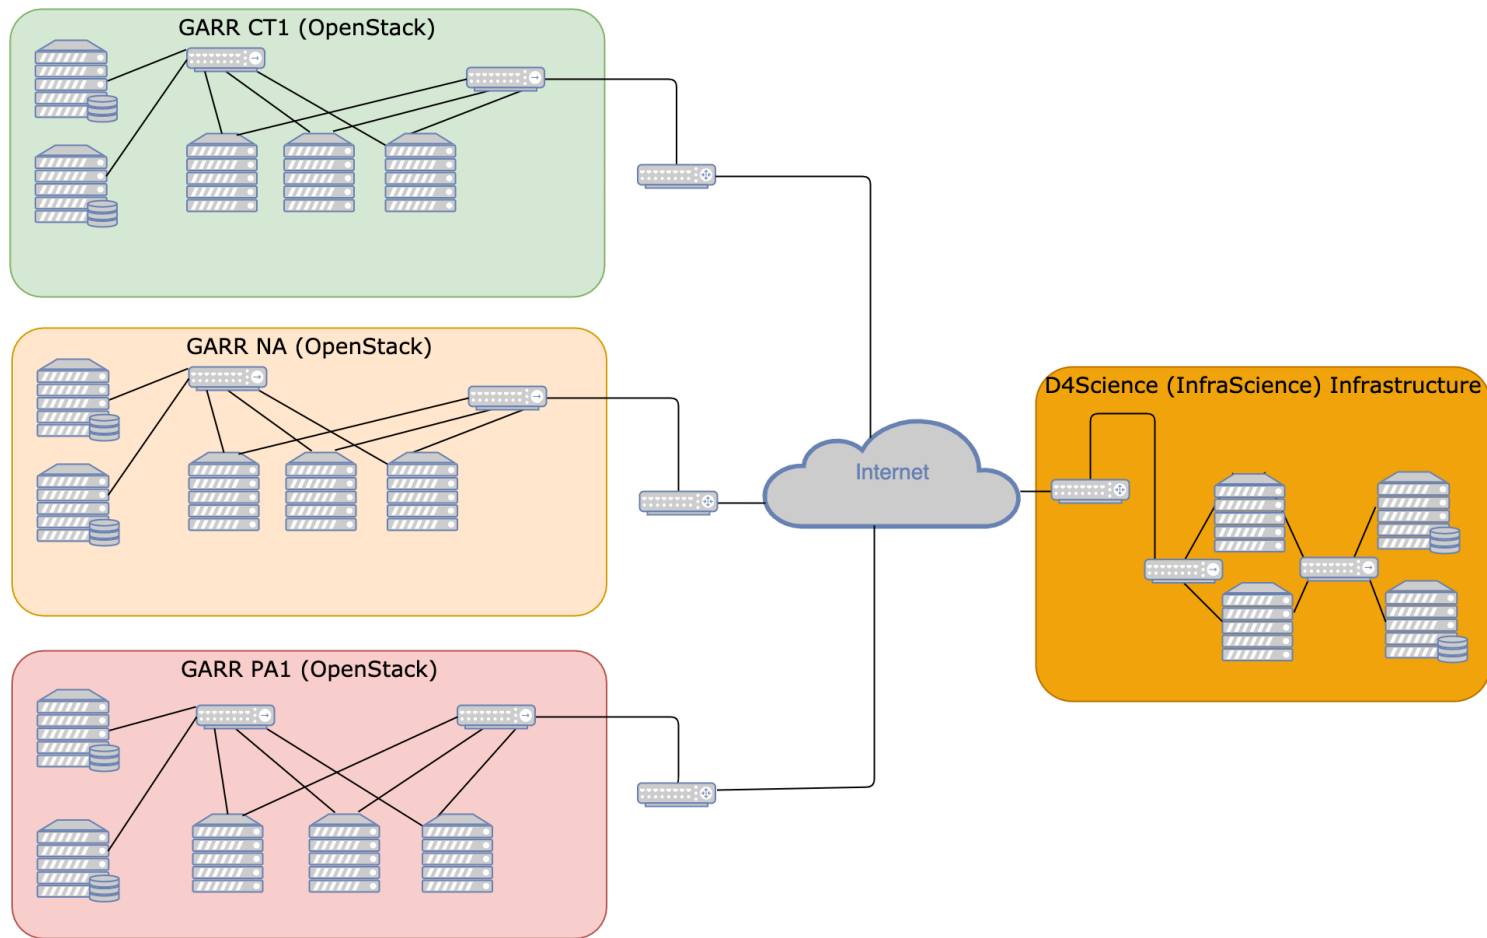 GARR CT1 (OpenStack)
GARR NA (OpenStack)
D4Science (InfraScience) Infrastructure
Internet
GARR PA1 (OpenStack)